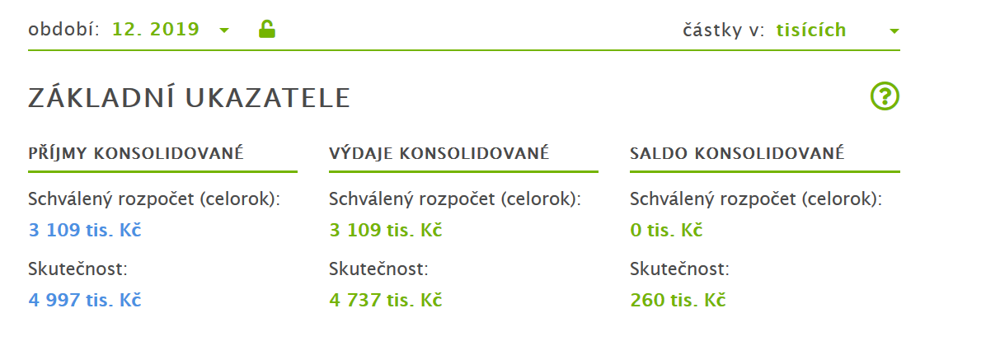 období: 12. 2019 částky v: tisících
ZÁKLADNÍ UKAZATELE
PŘÍJMY KONSOLIDOVANÉ
Schválený rozpočet (celorok):
3 109 tis. Kč
Skutečnost:
4 997 tis. Kč
VÝDAJE KONSOLIDOVANÉ
Schválený rozpočet (celorok):
3 109 tis. Kč
Skutečnost:
4 737 tis. Kč
SALDO KONSOLIDOVANÉ
Schválený rozpočet (celorok):
0 tis. Kč
Skutečnost:
260 tis. Kč